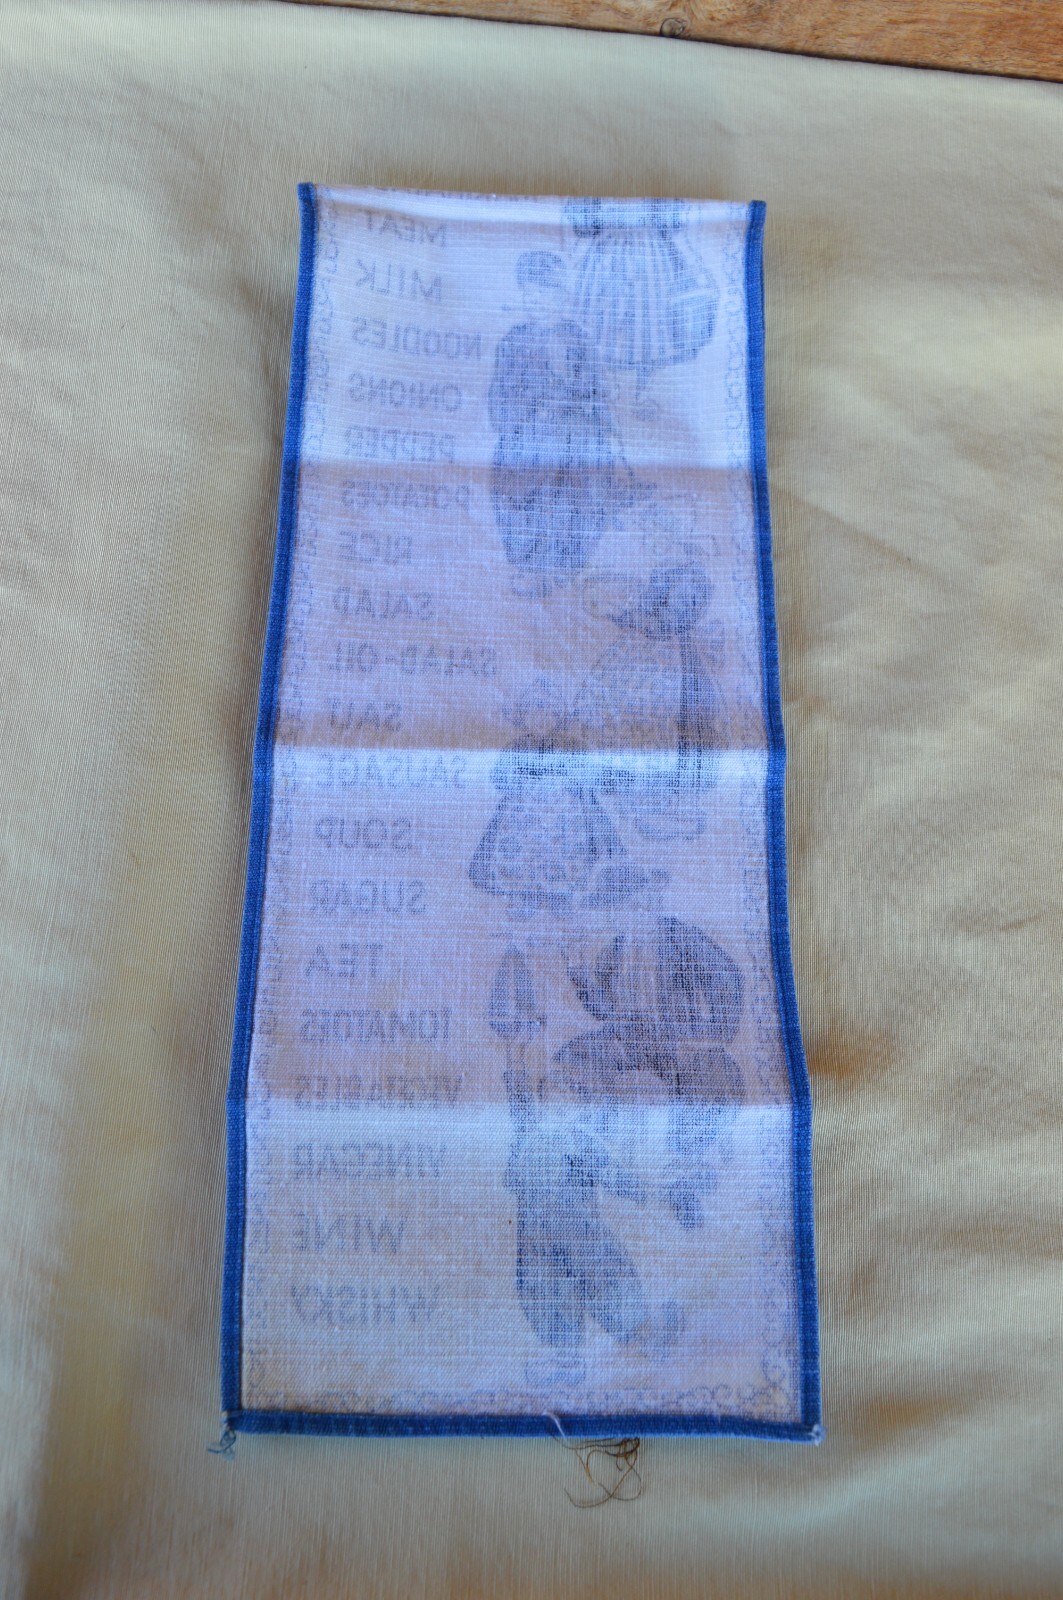 MEAT
MILK
NOODLES
ONIONS
PEPPER
POTATOES
RICE
SALAD
SALAD-OIL
SALT
SAUSAGE
SOUP
SUGAR
TEA
TOMATOES
VEGETABLES
VINEGAR
WINE
WHISKY